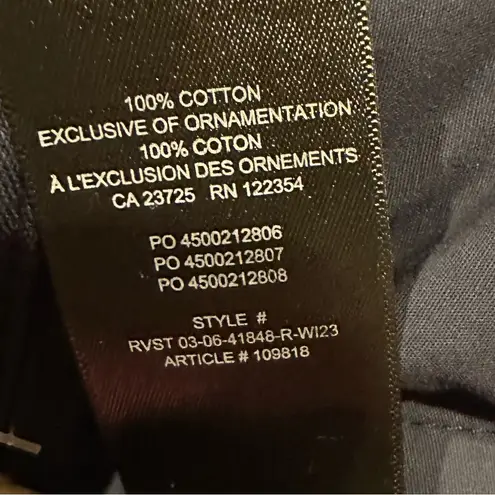 100% COTTON
EXCLUSIVE OF ORNAMENTATION
100% COTON
À L'EXCLUSION DES ORNEMENTS
CA 23725 RN 122354
PO 4500212806
PO 4500212807
PO 4500212808
STYLE #
RVST 03-06-41848-R-WI23
ARTICLE # 109818